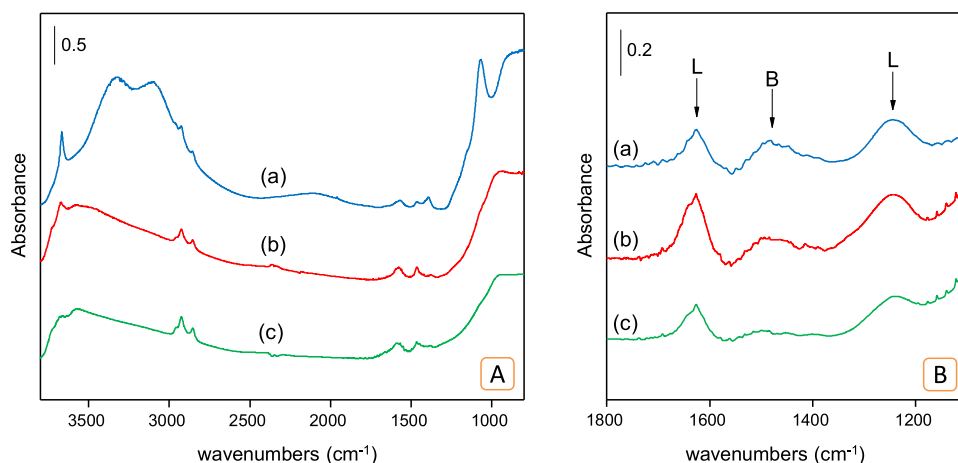 0.5
Absorbance
(a)
(b)
(c)
A
3500 3000 2500 2000 1500 1000
wavenumbers (cm-1)
0.2
L
B
L
Absorbance
(a)
(b)
(c)
B
1800 1600 1400 1200
wavenumbers (cm-1)